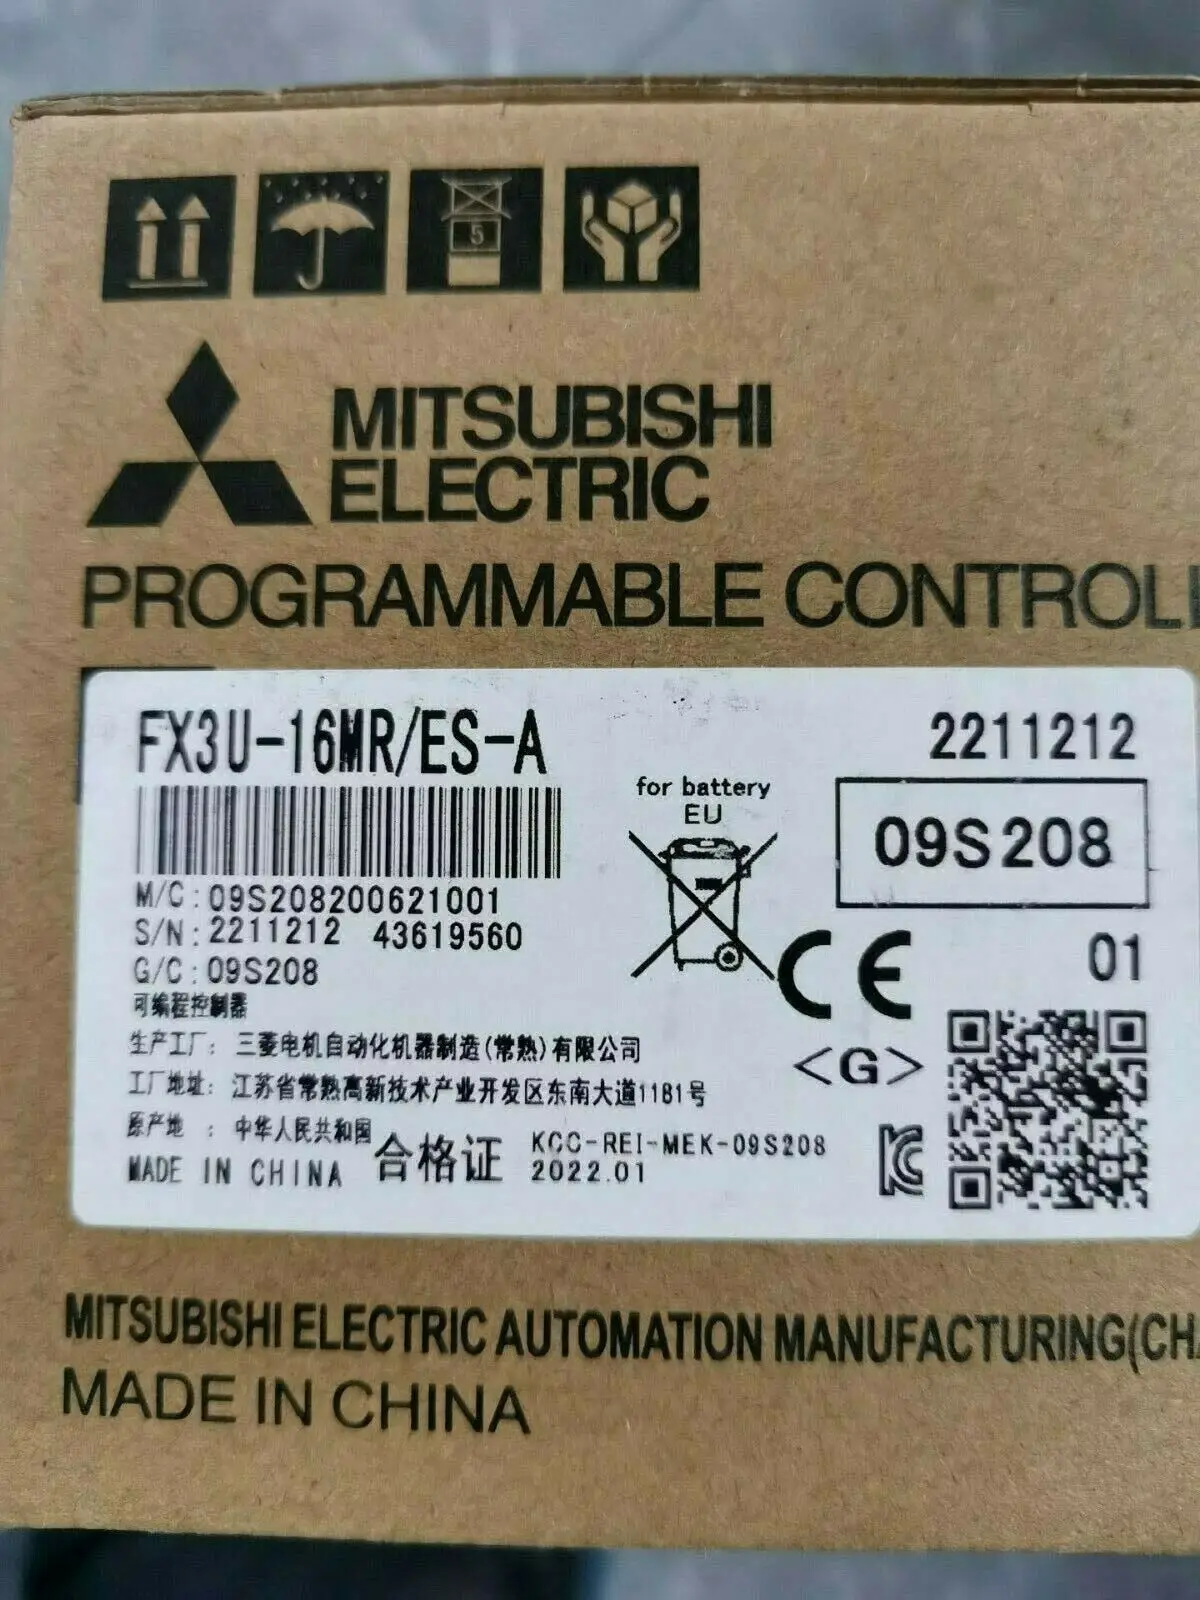 5
MITSUBISHI
ELECTRIC
PROGRAMMABLE CONTROLL
FX3U-16MR/ES-A
2211212
for battery
EU
09S208
M/C:09S208200621001
S/N:2211212 43619560
G/C:09S208
01
可编程控制器
生产工厂: 三菱电机自动化机器制造(常熟)有限公司
<G>
工厂地址: 江苏省常熟高新技术产业开发区东南大道1181号
原产地 : 中华人民共和国
合格证
KCC-REI-MEK-09S208
MADE IN CHINA
2022.01
MITSUBISHI ELECTRIC AUTOMATION MANUFACTURING(CHA
MADE IN CHINA